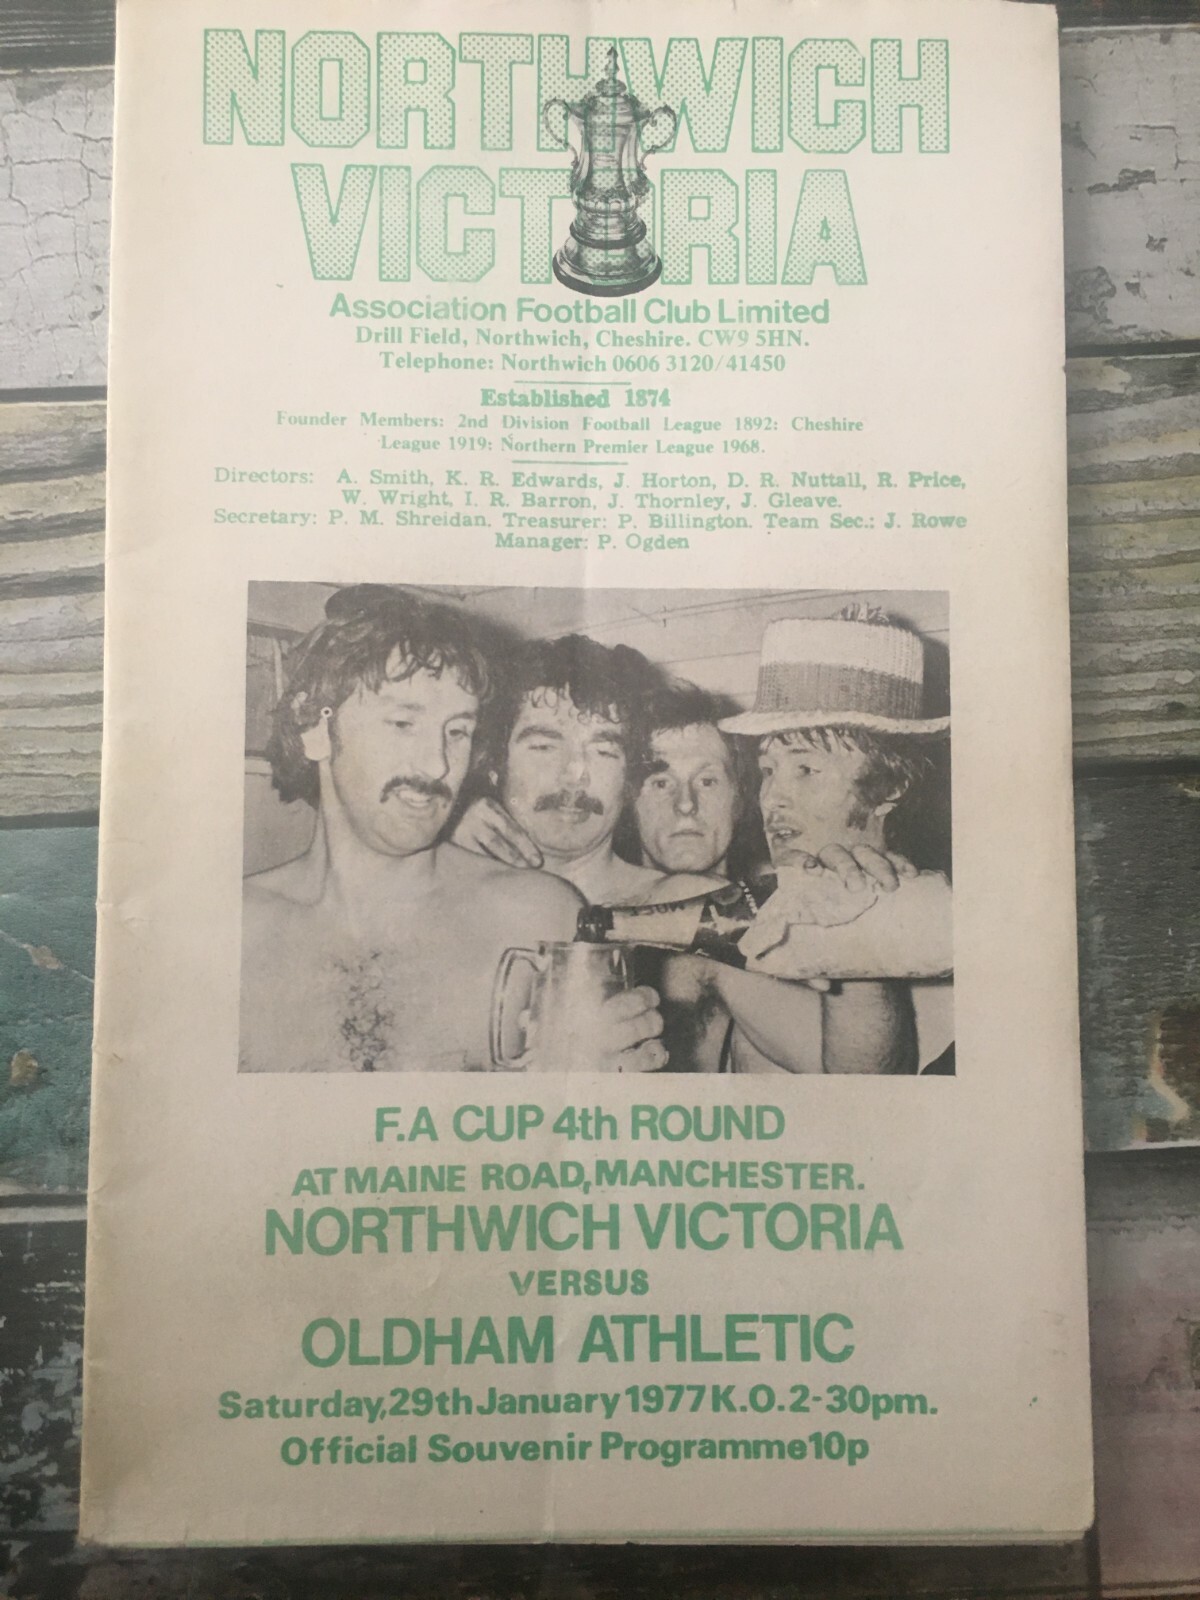 NORTHWICH
VICTORIA
Association Football Club Limited
Drill Field, Northwich, Cheshire. CW9 5HN.
Telephone: Northwich 0606 3120/41450
Established 1874
Founder Members: 2nd Division Football League 1892: Cheshire
League 1919: Northern Premier League 1968.
Directors: A. Smith, K. R. Edwards, J. Horton, D. R. Nuttall, R. Price,
W. Wright, I. R. Barron, J. Thornley, J. Gleave.
Secretary: P. M. Shreidan. Treasurer: P. Billington. Team Sec.: J. Rowe
Manager: P. Ogden
F.A CUP 4th ROUND
AT MAINE ROAD, MANCHESTER.
NORTHWICH VICTORIA
VERSUS
OLDHAM ATHLETIC
Saturday, 29th January 1977 K.O. 2-30pm.
Official Souvenir Programme 10p